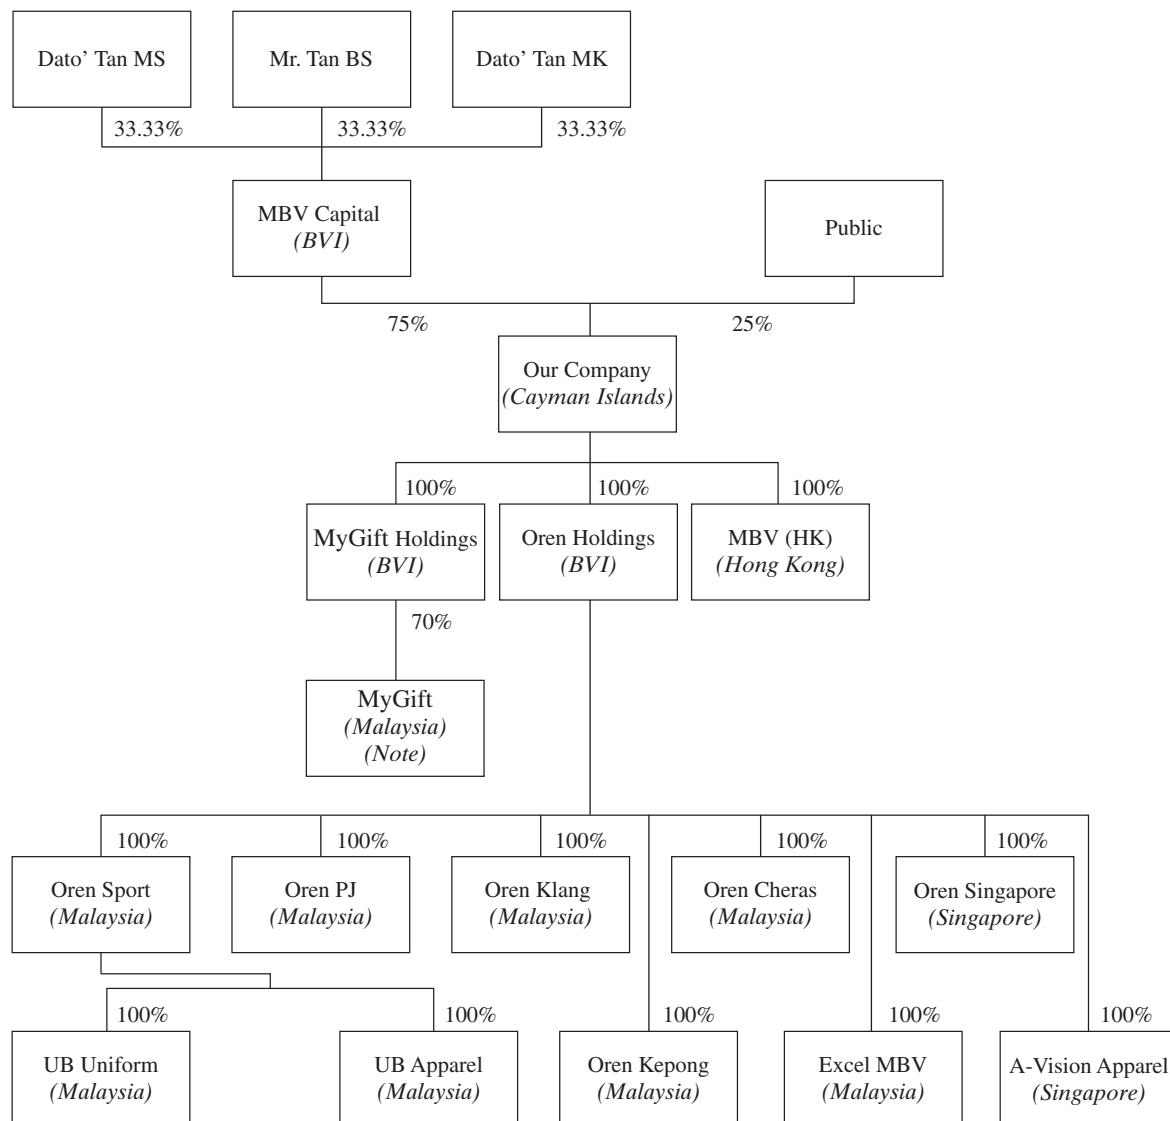 Dato’ Tan MS
Mr. Tan BS
Dato’ Tan MK
33.33%
33.33%
33.33%
MBV Capital
(BVI)
Public
75%
25%
Our Company
(Cayman Islands)
100%
100%
100%
MyGift Holdings
(BVI)
Oren Holdings
(BVI)
MBV (HK)
(Hong Kong)
70%
MyGift
(Malaysia)
(Note)
100%
100%
100%
100%
100%
Oren Sport
(Malaysia)
Oren PJ
(Malaysia)
Oren Klang
(Malaysia)
Oren Cheras
(Malaysia)
Oren Singapore
(Singapore)
100%
100%
100%
100%
100%
UB Uniform
(Malaysia)
UB Apparel
(Malaysia)
Oren Kepong
(Malaysia)
Excel MBV
(Malaysia)
A-Vision Apparel
(Singapore)